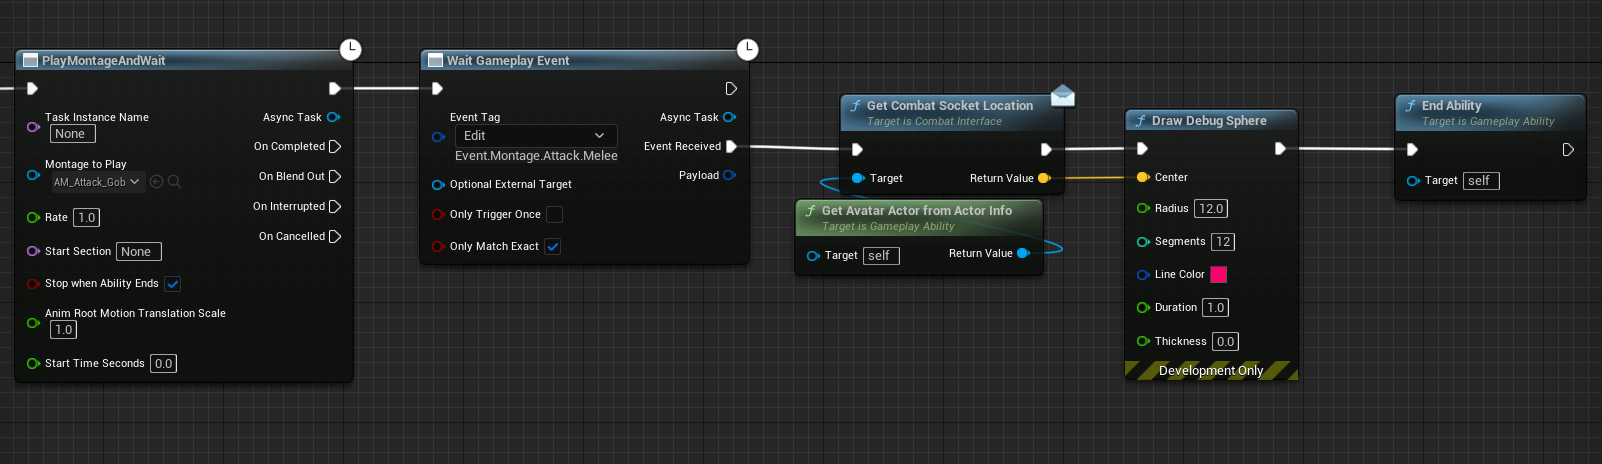 PlayMontageAndWait
Task Instance Name
None
Async Task
On Completed
Montage to Play
AM_Attack_Gob
On Blend Out
Rate 1.0
On Interrupted
Start Section None
On Cancelled
Stop when Ability Ends
Anim Root Motion Translation Scale
1.0
Start Time Seconds 0.0
Wait Gameplay Event
Event Tag
Edit
Event.Montage.Attack.Melee
Async Task
Event Received
Optional External Target
Payload
Only Trigger Once
Only Match Exact
f Get Combat Socket Location
Target is Combat Interface
Target
Return Value
f Get Avatar Actor from Actor Info
Target is Gameplay Ability
Target self
Return Value
f Draw Debug Sphere
Center
Radius 12.0
Segments 12
Line Color
Duration 1.0
Thickness 0.0
Development Only
f End Ability
Target is Gameplay Ability
Target self